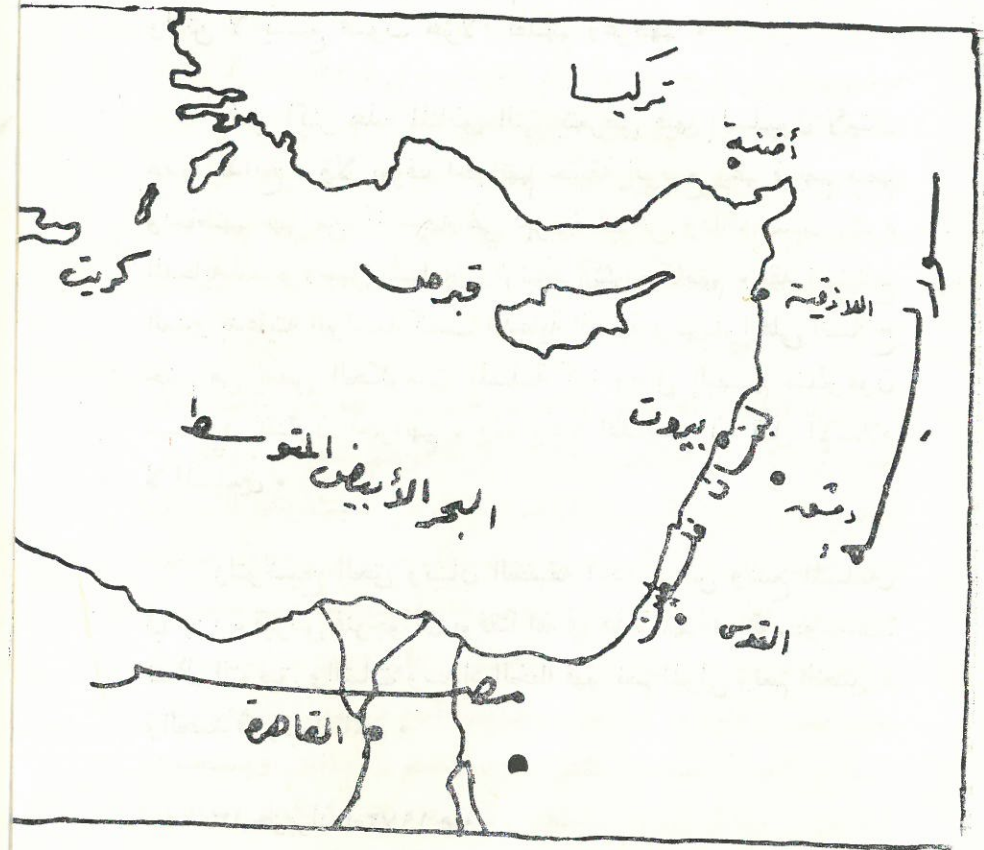 تركيا
أضنة
كريت
قبرص
اللاذقية
بيروت
البحر الأبيض المتوسط
دمشق
القدس
مصر
القاهرة